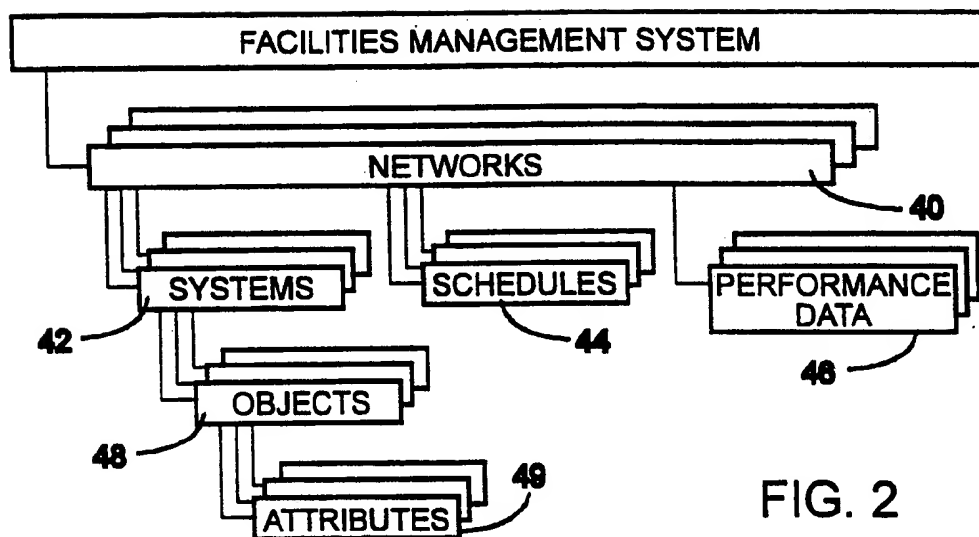 FACILITIES MANAGEMENT SYSTEM
NETWORKS
40
SYSTEMS
SCHEDULES
PERFORMANCE
DATA
42
44
46
OBJECTS
48
ATTRIBUTES
49
FIG. 2